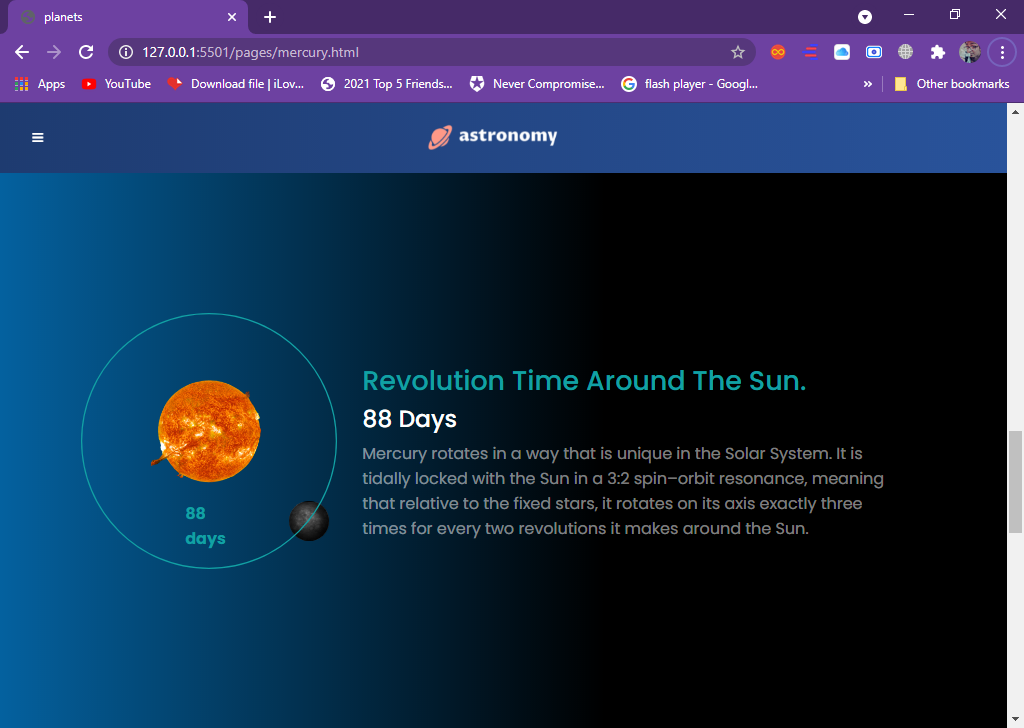 planets
127.0.0.1:5501/pages/mercury.html
Apps YouTube Download file | iLov... 2021 Top 5 Friends... Never Compromise... flash player - Googl... » Other bookmarks
astronomy
Revolution Time Around The Sun.
88 Days
Mercury rotates in a way that is unique in the Solar System. It is
tidally locked with the Sun in a 3:2 spin–orbit resonance, meaning
that relative to the fixed stars, it rotates on its axis exactly three
times for every two revolutions it makes around the Sun.
88
days